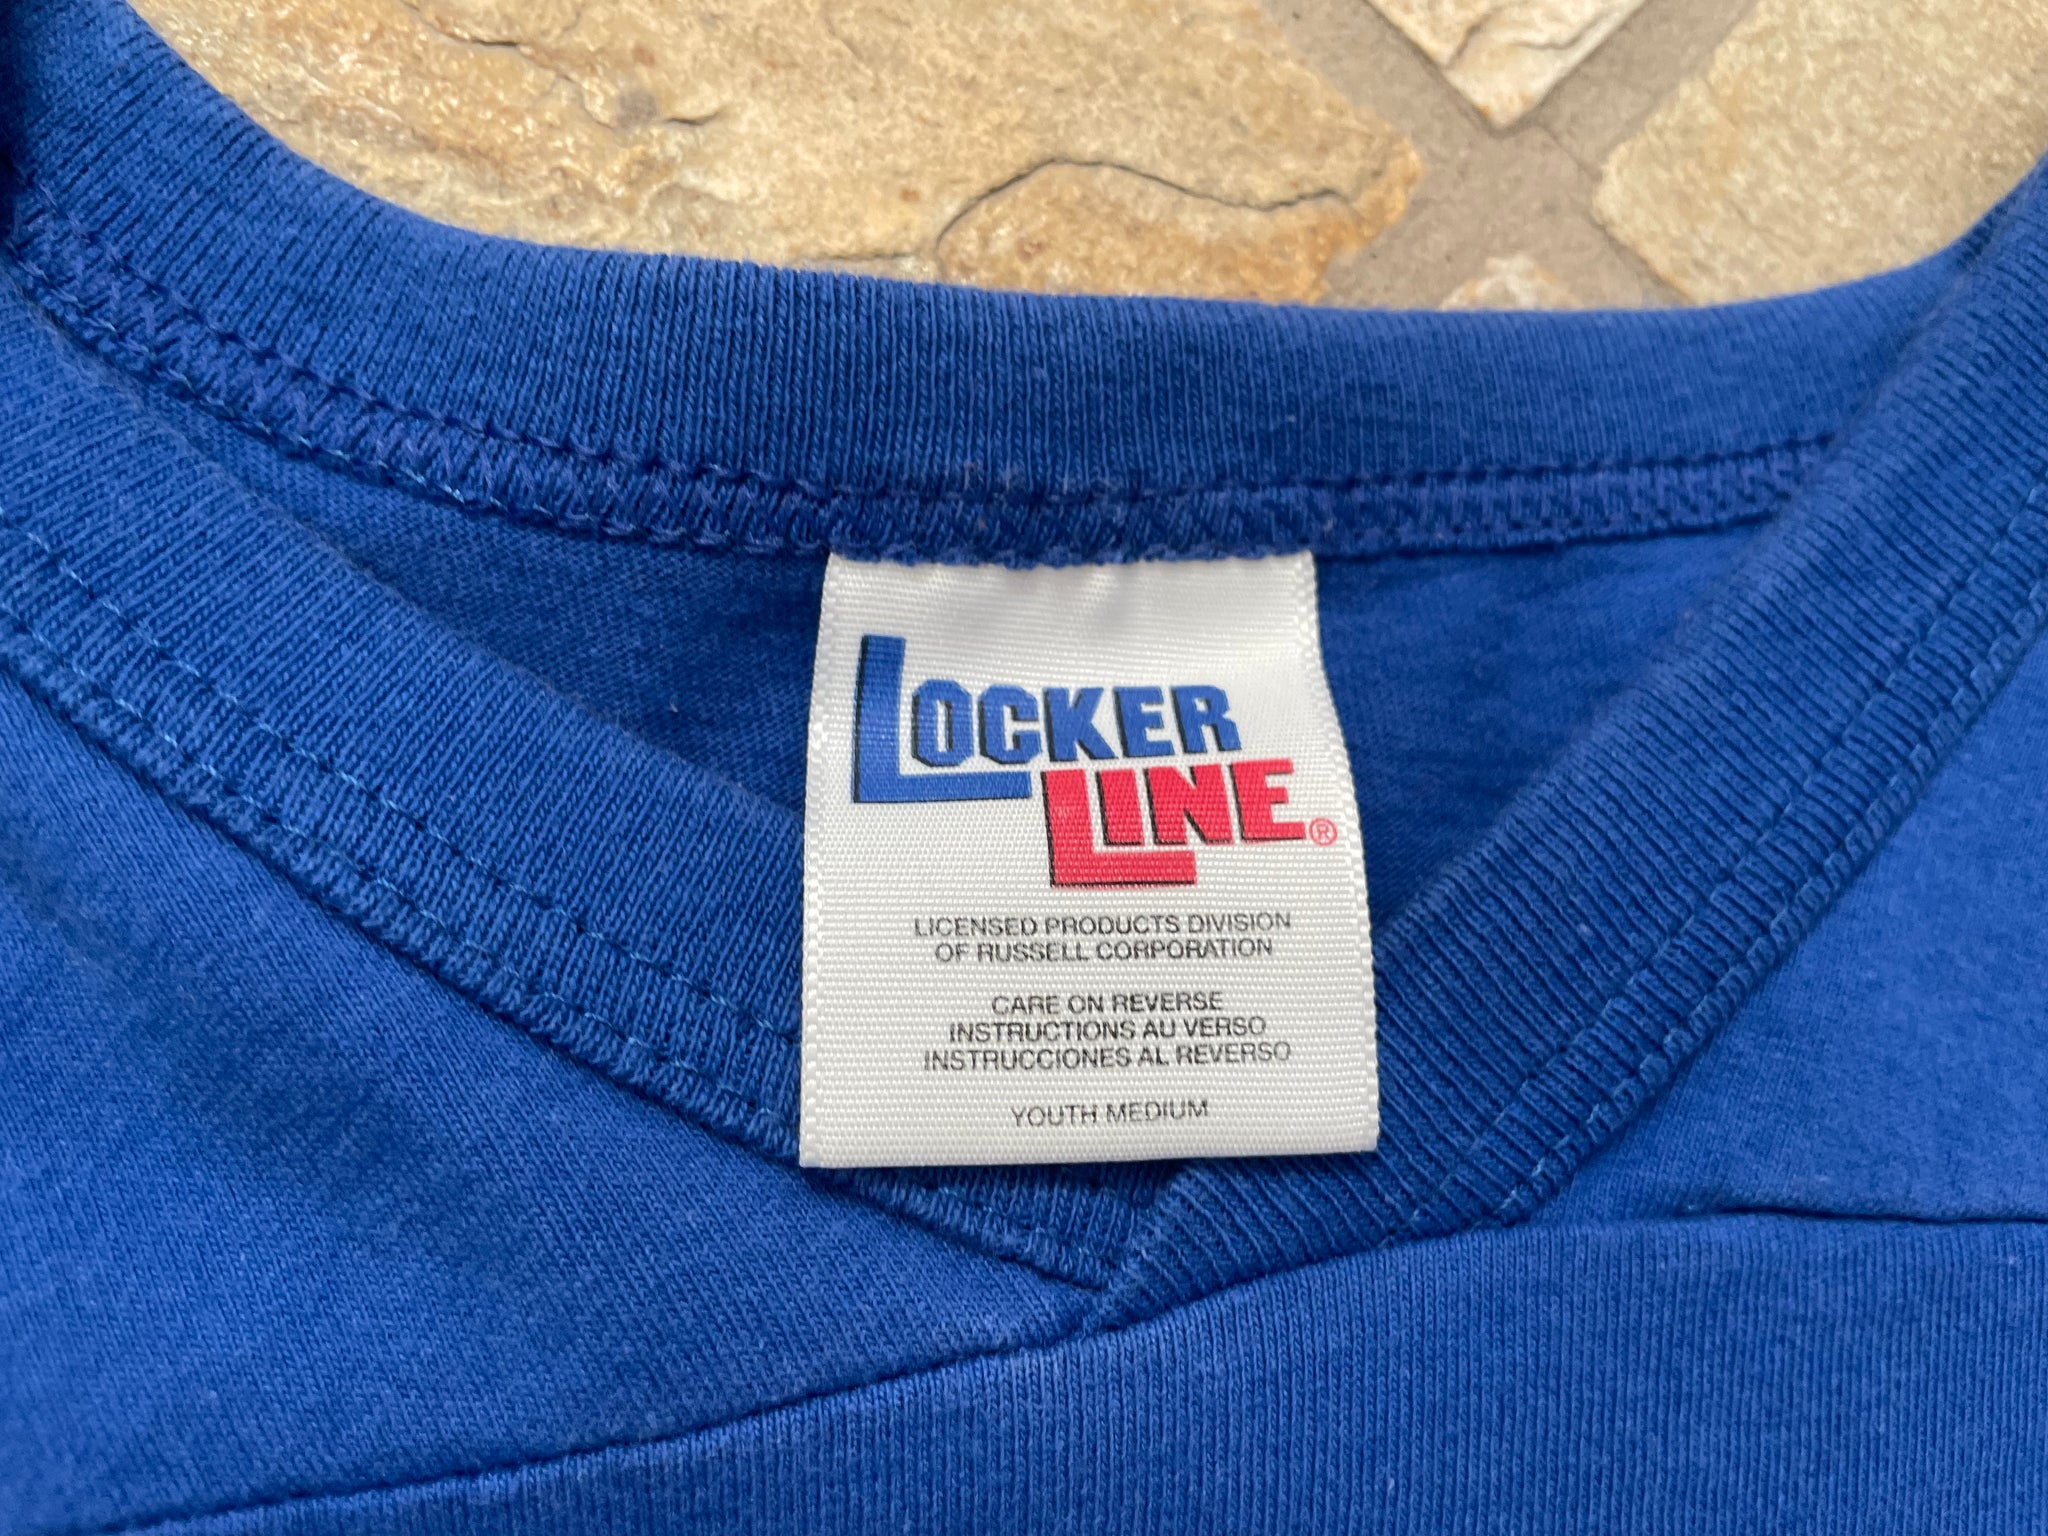 LOCKER
LINE®
LICENSED PRODUCTS DIVISION
OF RUSSELL CORPORATION
CARE ON REVERSE
INSTRUCTIONS AU VERSO
INSTRUCCIONES AL REVERSO
YOUTH MEDIUM